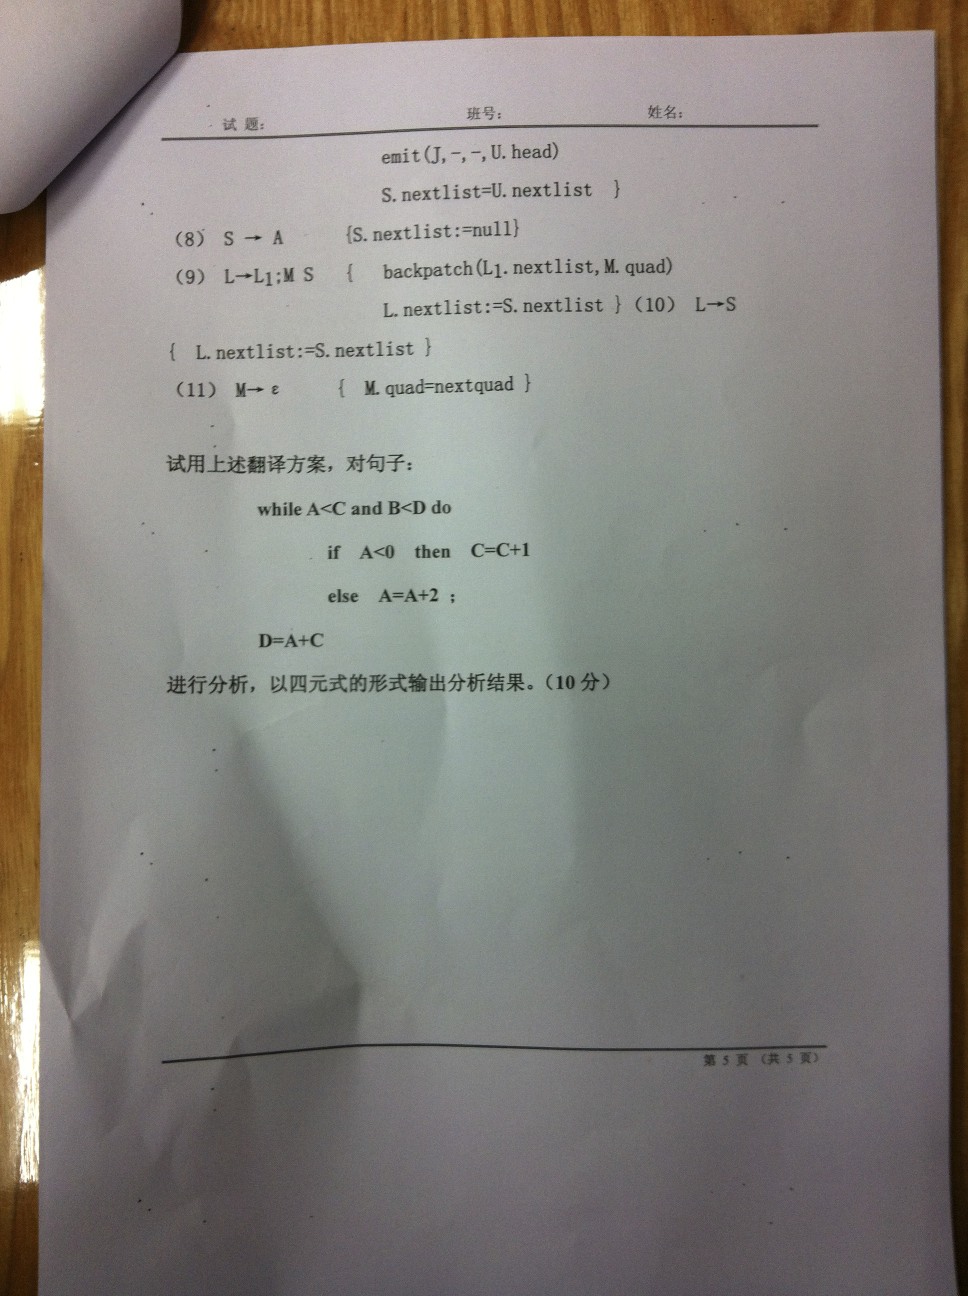 试 题: 班号: 姓名:
emit(J,-,-,U.head)
S.nextlist=U.nextlist }
(8) S → A {S.nextlist:=null}
(9) L→L1;M S { backpatch(L1.nextlist,M.quad)
L.nextlist:=S.nextlist } (10) L→S
{ L.nextlist:=S.nextlist }
(11) M→ ε { M.quad=nextquad }
试用上述翻译方案，对句子：
while A<C and B<D do
if A<0 then C=C+1
else A=A+2 ；
D=A+C
进行分析，以四元式的形式输出分析结果。（10 分）
第 5 页 （共 5 页）